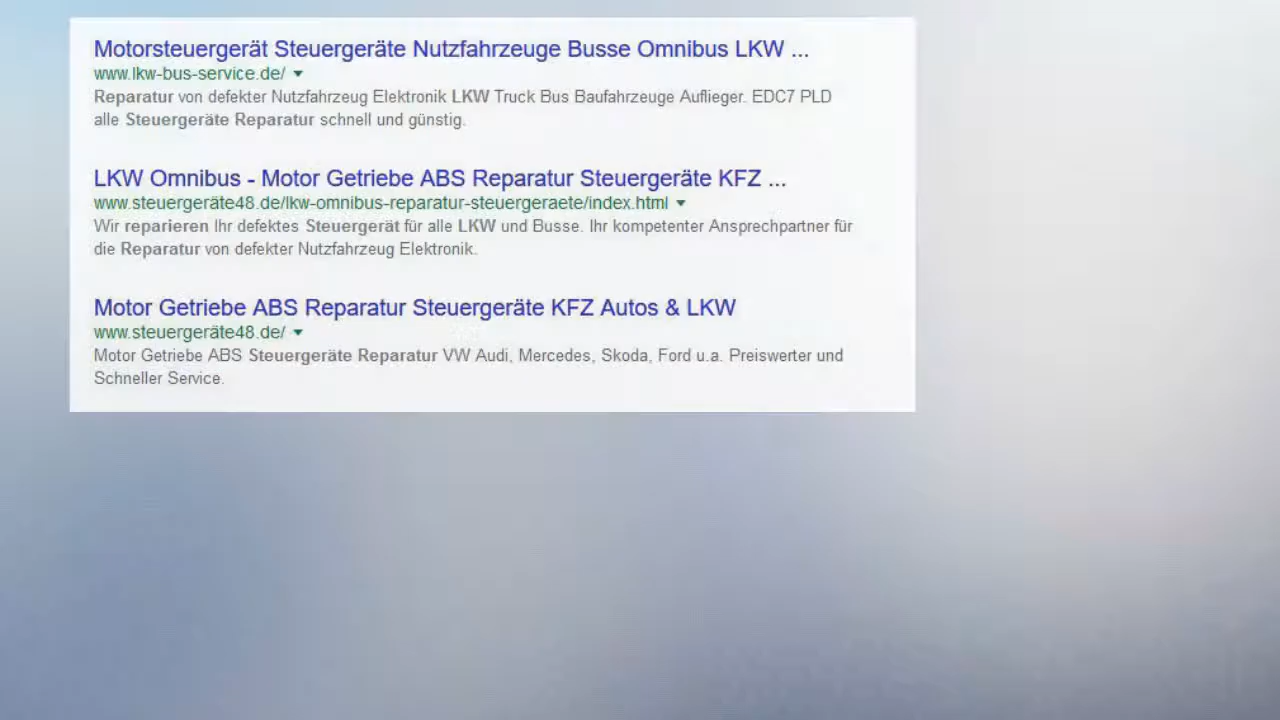 Motorsteuergerät Steuergeräte Nutzfahrzeuge Busse Omnibus LKW ...
www.lkw-bus-service.de/
Reparatur von defekter Nutzfahrzeug Elektronik LKW Truck Bus Baufahrzeuge Auflieger. EDC7 PLD
alle Steuergeräte Reparatur schnell und günstig.
LKW Omnibus - Motor Getriebe ABS Reparatur Steuergeräte KFZ ...
www.steuergeräte48.de/lkw-omnibus-reparatur-steuergeraete/index.html
Wir reparieren Ihr defektes Steuergerät für alle LKW und Busse. Ihr kompetenter Ansprechpartner für
die Reparatur von defekter Nutzfahrzeug Elektronik.
Motor Getriebe ABS Reparatur Steuergeräte KFZ Autos & LKW
www.steuergeräte48.de/
Motor Getriebe ABS Steuergeräte Reparatur VW Audi, Mercedes, Skoda, Ford u.a. Preiswerter und
Schneller Service.